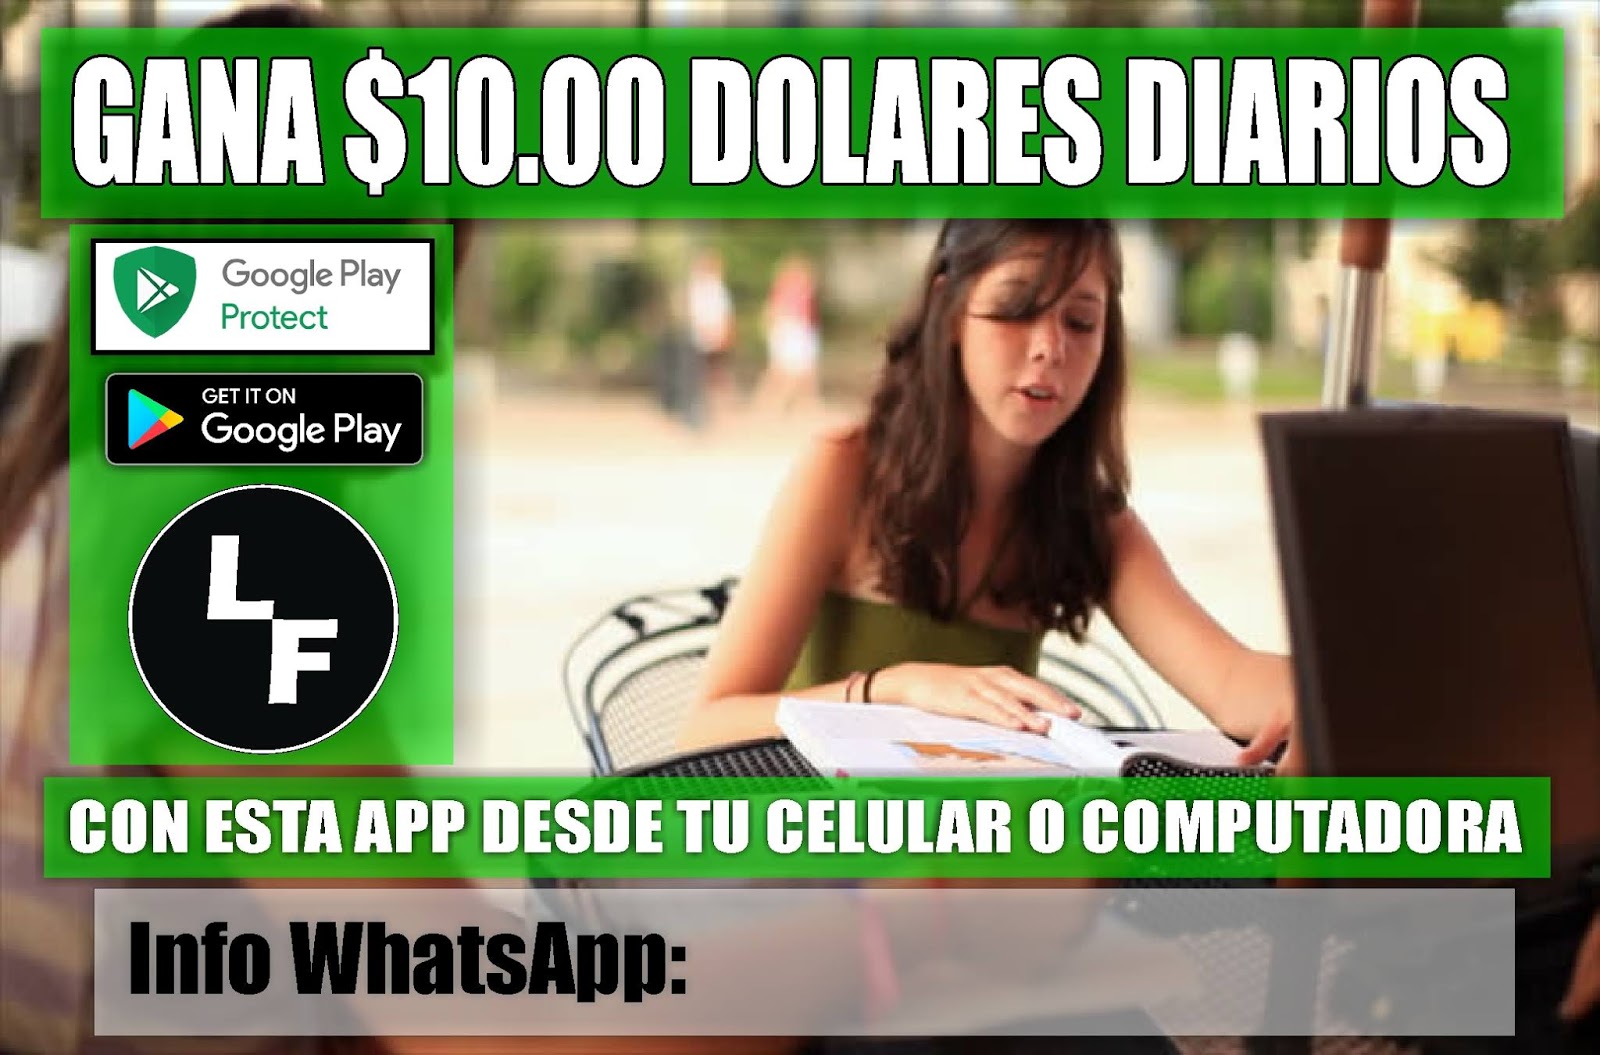 GANA $10.00 DOLARES DIARIOS
Google Play
Protect
GET IT ON
Google Play
L
F
CON ESTA APP DESDE TU CELULAR O COMPUTADORA
Info WhatsApp: